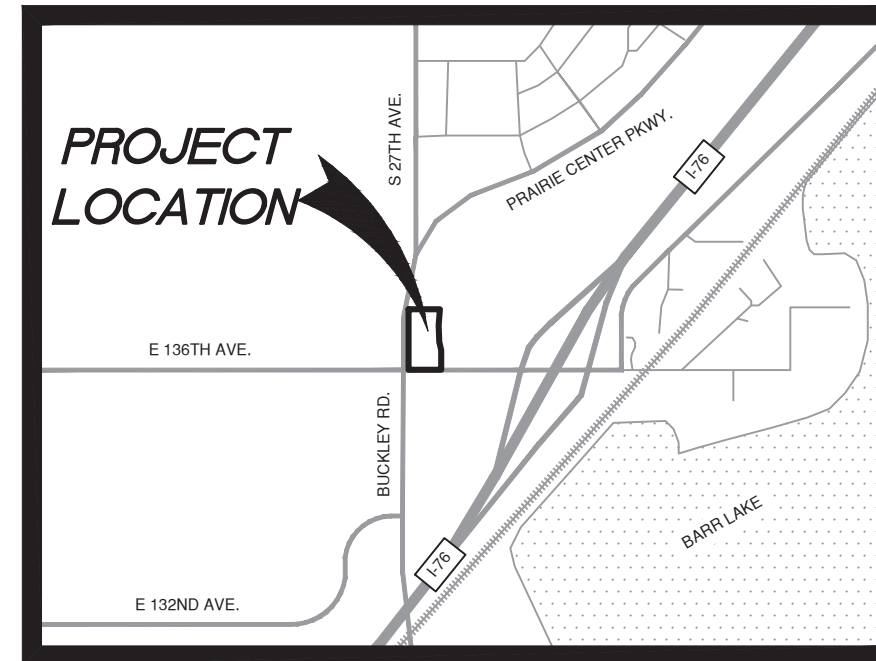 S 27TH AVE.
PROJECT
LOCATION
PRAIRIE CENTER PKWY.
I-76
E 136TH AVE.
BUCKLEY RD.
BARR LAKE
I-76
E 132ND AVE.